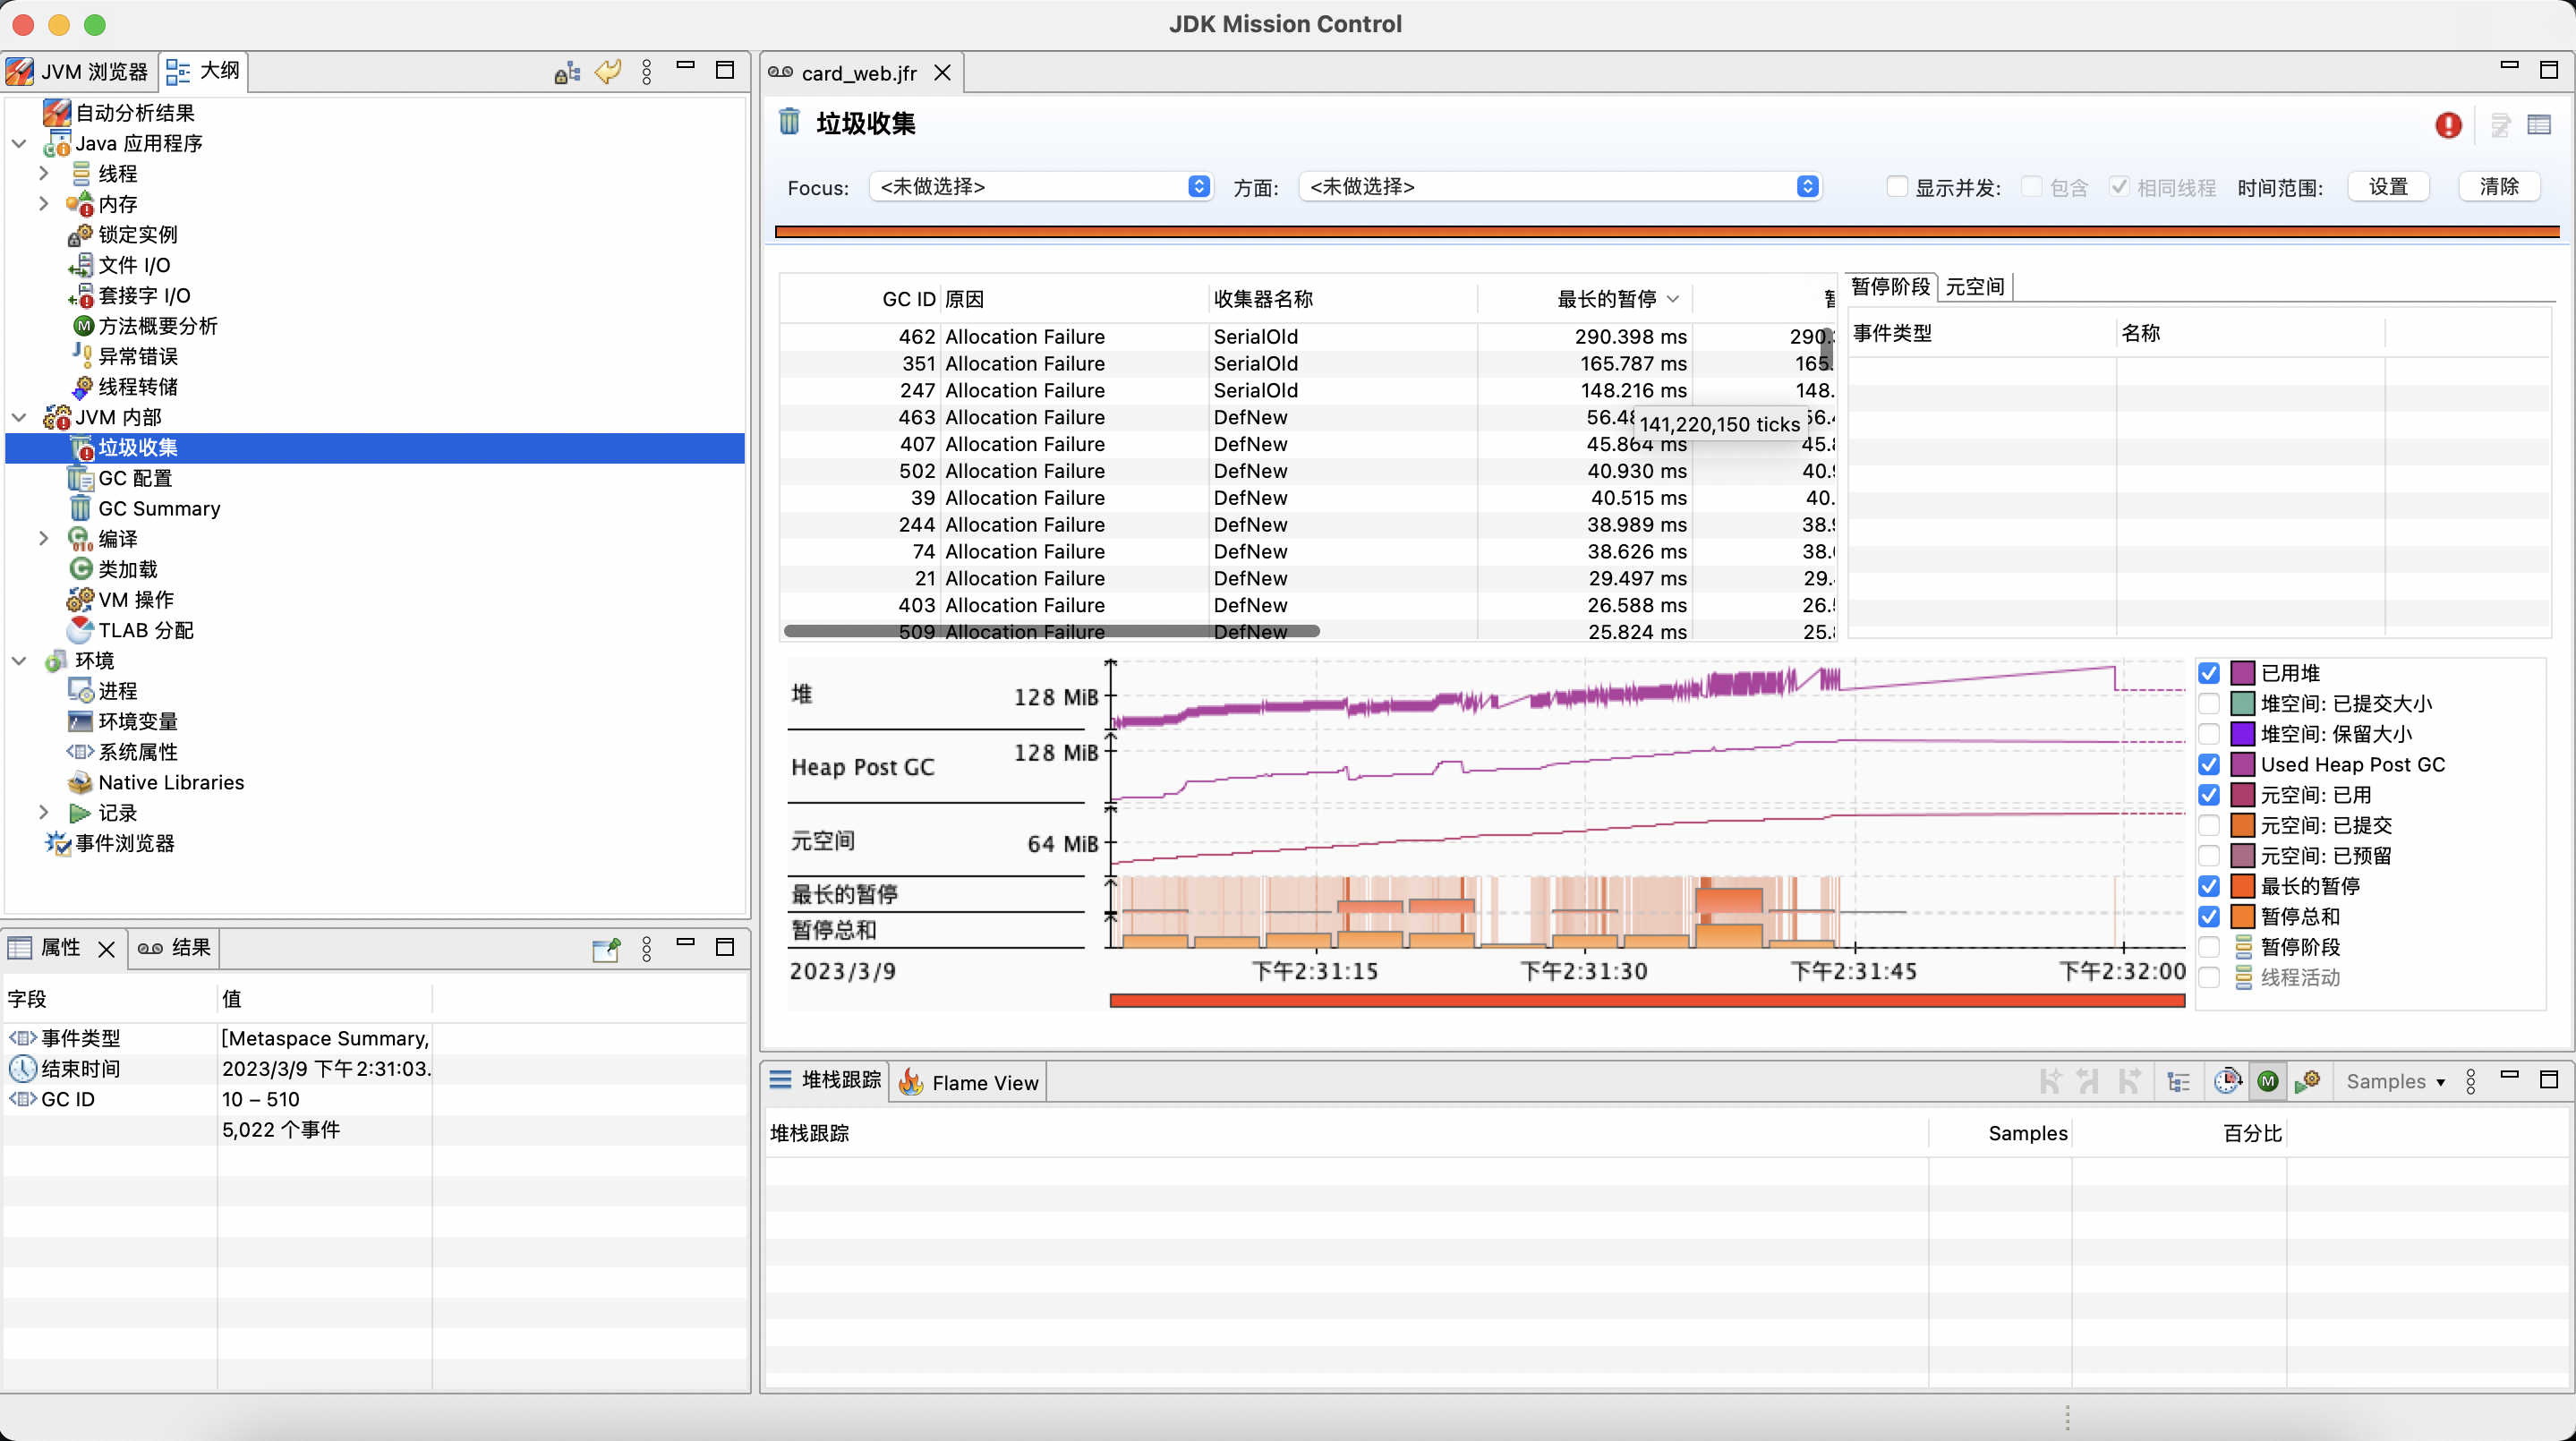 JDK Mission Control
JVM 浏览器
大纲
自动分析结果
Java 应用程序
线程
内存
锁定实例
文件 I/O
套接字 I/O
方法概要分析
异常错误
线程转储
JVM 内部
垃圾收集
GC 配置
GC Summary
编译
类加载
VM 操作
TLAB 分配
环境
进程
环境变量
系统属性
Native Libraries
记录
事件浏览器
属性
结果
字段 值
事件类型 [Metaspace Summary,
结束时间 2023/3/9 下午2:31:03.
GC ID 10 – 510
5,022 个事件
card_web.jfr
垃圾收集
Focus: <未做选择> 方面: <未做选择> 显示并发: 包含 相同线程 时间范围: 设置 清除
GC ID 原因 收集器名称 最长的暂停
462 Allocation Failure SerialOld 290.398 ms 290.
351 Allocation Failure SerialOld 165.787 ms 165.
247 Allocation Failure SerialOld 148.216 ms 148.
463 Allocation Failure DefNew 56.4 56.
141,220,150 ticks
407 Allocation Failure DefNew 45.864 ms 45.
502 Allocation Failure DefNew 40.930 ms 40.
39 Allocation Failure DefNew 40.515 ms 40.
244 Allocation Failure DefNew 38.989 ms 38.
74 Allocation Failure DefNew 38.626 ms 38.
21 Allocation Failure DefNew 29.497 ms 29.
403 Allocation Failure DefNew 26.588 ms 26.
509 Allocation Failure DefNew 25.824 ms 25.
暂停阶段 元空间
事件类型 名称
堆 128 MiB
Heap Post GC 128 MiB
元空间 64 MiB
最长的暂停
暂停总和
2023/3/9 下午2:31:15 下午2:31:30 下午2:31:45 下午2:32:00
已用堆
堆空间: 已提交大小
堆空间: 保留大小
Used Heap Post GC
元空间: 已用
元空间: 已提交
元空间: 已预留
最长的暂停
暂停总和
暂停阶段
线程活动
堆栈跟踪 Flame View Samples
堆栈跟踪 Samples 百分比